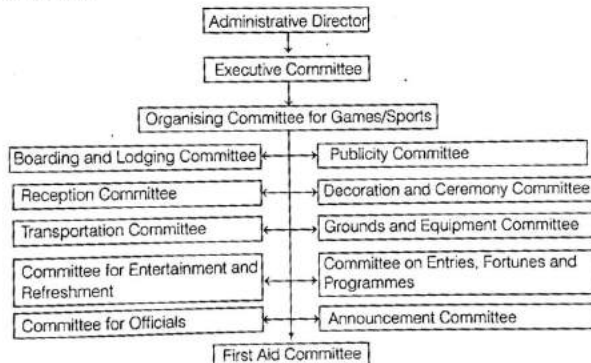 Administrative Director
Executive Committee
Organising Committee for Games/Sports
Boarding and Lodging Committee
Publicity Committee
Reception Committee
Decoration and Ceremony Committee
Transportation Committee
Grounds and Equipment Committee
Committee for Entertainment and
Refreshment
Committee on Entries, Fortunes and
Programmes
Committee for Officials
Announcement Committee
First Aid Committee